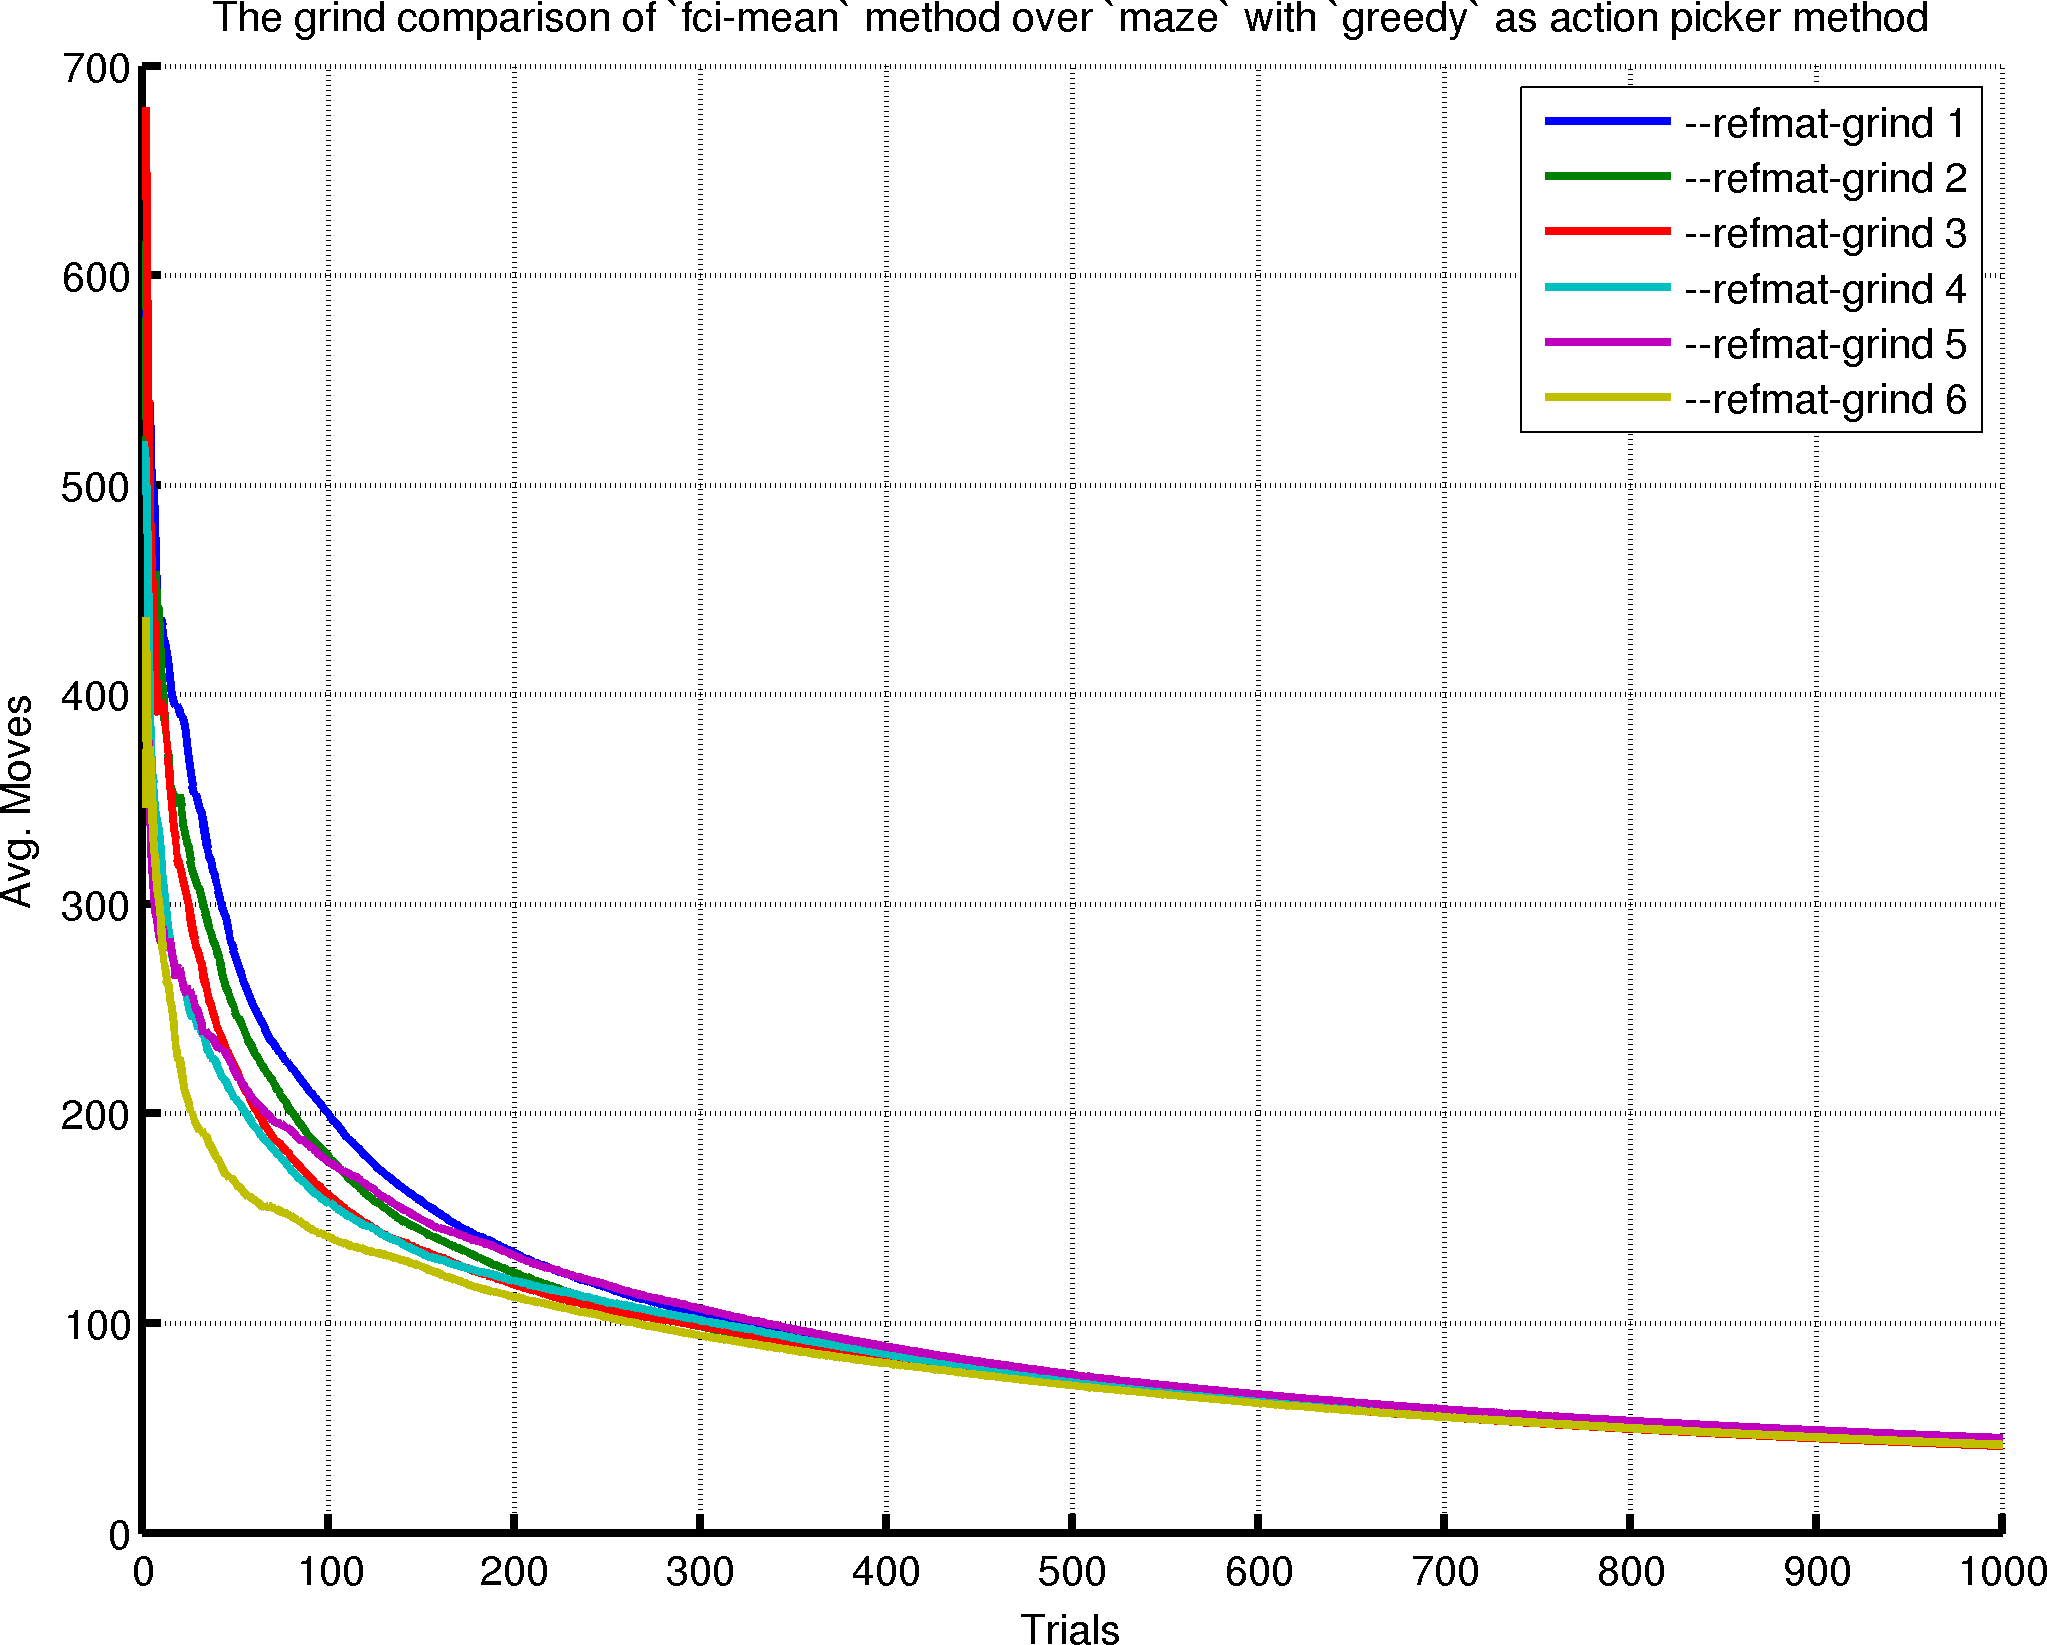 The grind comparison of `fci-mean` method over `maze` with `greedy` as action picker method
700
600
500
400
300
200
100
0
Avg. Moves
--refmat-grind 1
--refmat-grind 2
--refmat-grind 3
--refmat-grind 4
--refmat-grind 5
--refmat-grind 6
0 100 200 300 400 500 600 700 800 900 1000
Trials